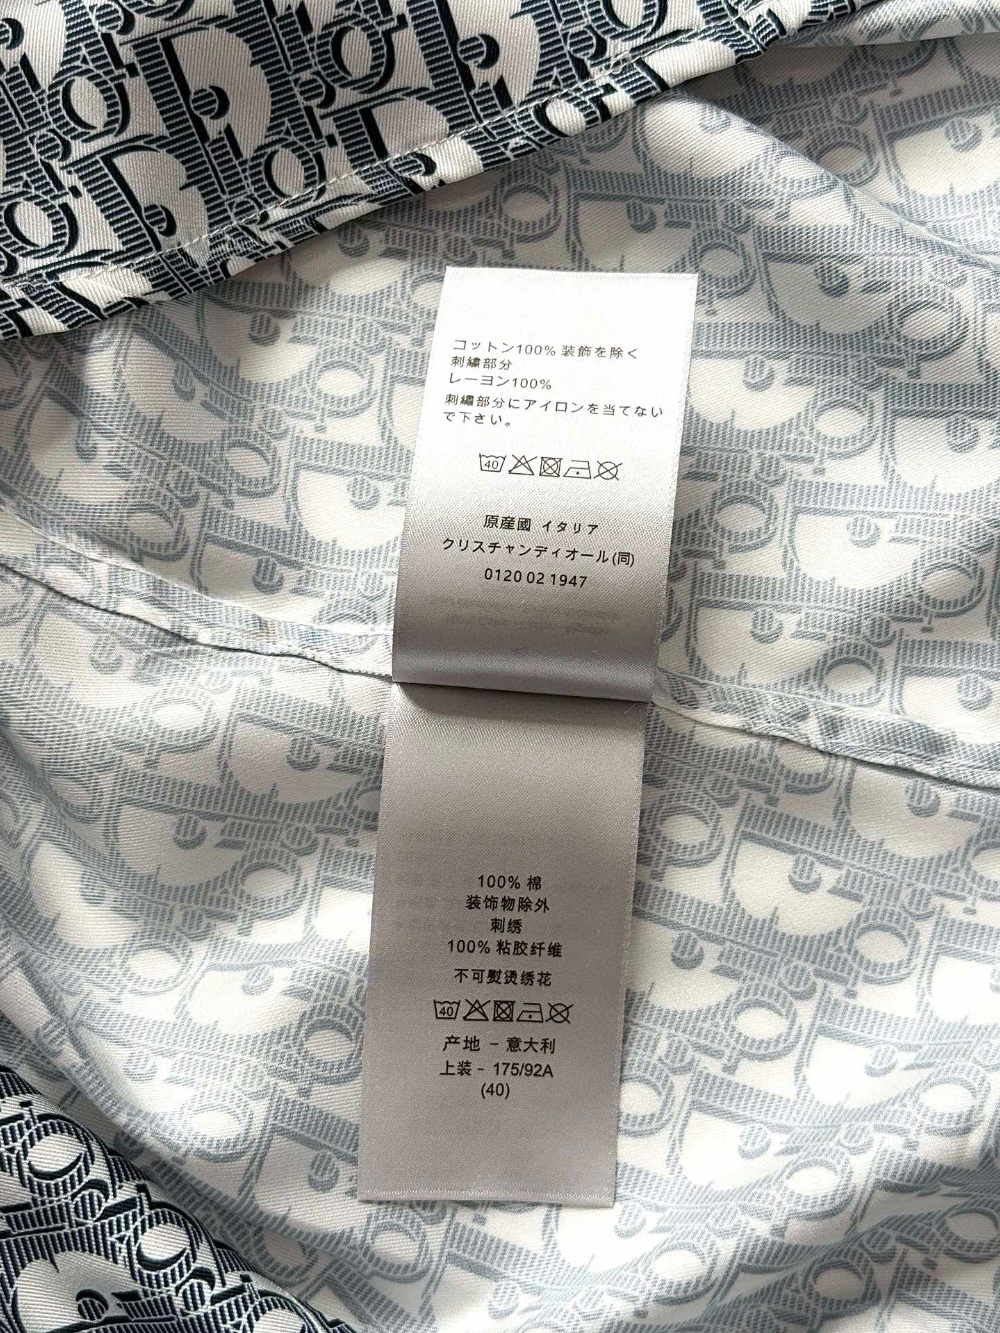 コットン100% 装飾を除く
刺繍部分
レーヨン100%
刺繍部分にアイロンを当てない
で下さい。
40
原産國 イタリア
クリスチャンディオール(同)
0120 02 1947
100% 棉
装饰物除外
刺绣
100% 粘胶纤维
不可熨烫绣花
40
产地 - 意大利
上装 - 175/92A
(40)